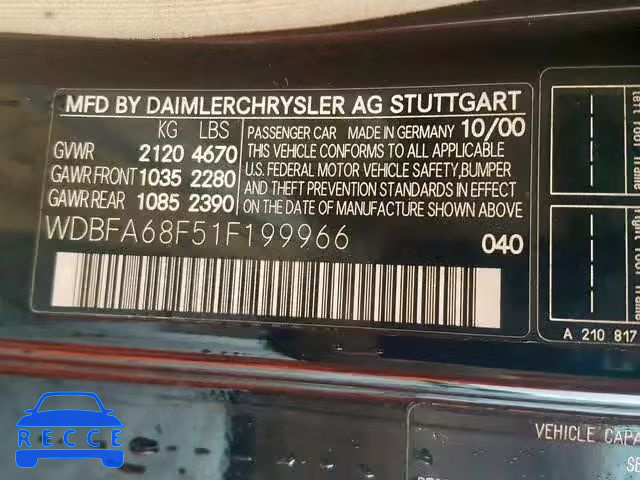 MFD BY DAIMLERCHRYSLER AG STUTTGART
KG LBS
PASSENGER CAR MADE IN GERMANY 10/00
GVWR 2120 4670
THIS VEHICLE CONFORMS TO ALL APPLICABLE
GAWR FRONT 1035 2280
U.S. FEDERAL MOTOR VEHICLE SAFETY, BUMPER
GAWR REAR 1085 2390
AND THEFT PREVENTION STANDARDS IN EFFECT
ON THE DATE OF MANUFACTURE SHOWN ABOVE.
WDBFA68F51F199966
040
A 210 817
VEHICLE CAPA
RECCE